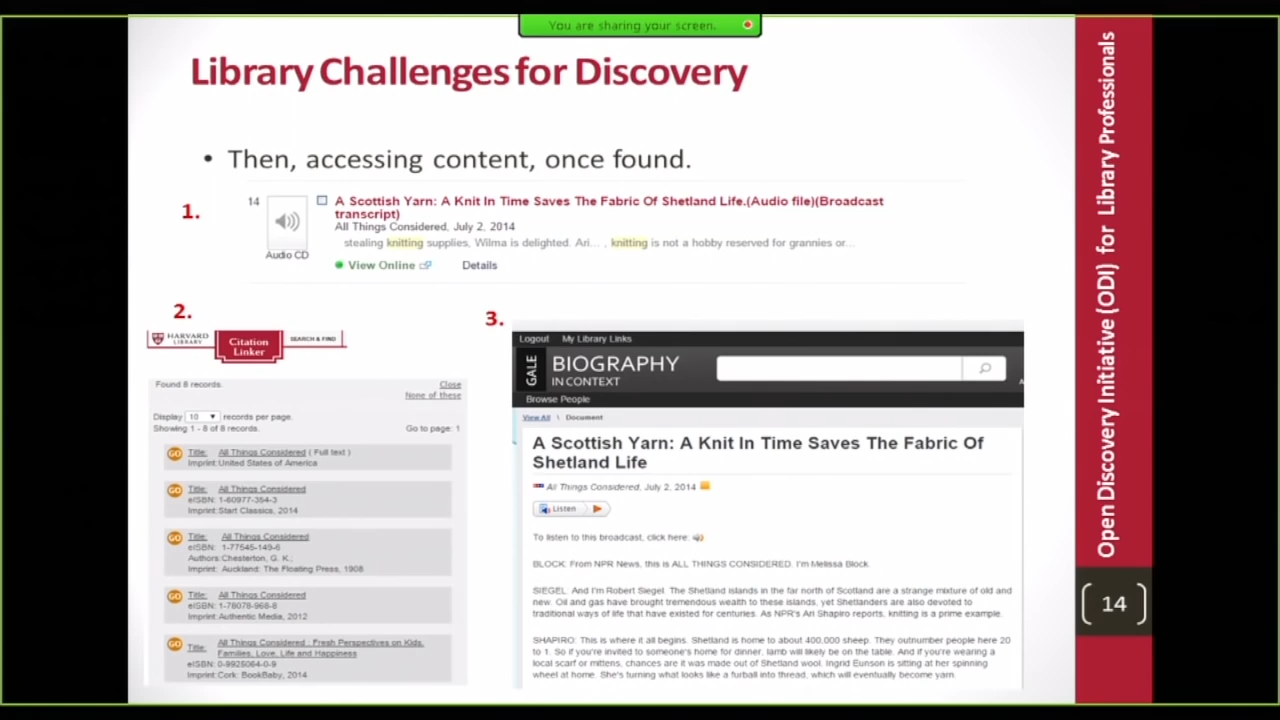 You are sharing your screen.
Library Challenges for Discovery
• Then, accessing content, once found.
1.
14
A Scottish Yarn: A Knit In Time Saves The Fabric Of Shetland Life.(Audio file)(Broadcast
transcript)
All Things Considered, July 2, 2014
stealing knitting supplies, Wilma is delighted. Ari... , knitting is not a hobby reserved for grannies or...
Audio CD
View Online
Details
2.
HARVARD
LIBRARY
Citation
Linker
SEARCH & FIND
Found 8 records.
Close
None of these
Display 10 records per page.
Showing 1 - 8 of 8 records.
Go to page: 1
GO Title: All Things Considered ( Full text )
Imprint:United States of America
GO Title: All Things Considered
eISBN: 1-60977-354-3
Imprint:Start Classics, 2014
GO Title: All Things Considered
eISBN: 1-77545-149-6
Authors:Chesterton, G. K.;
Imprint: Auckland: The Floating Press, 1908
GO Title: All Things Considered
eISBN: 1-78078-968-8
Imprint:Authentic Media, 2012
GO Title: All Things Considered : Fresh Perspectives on Kids,
Families, Love, Life and Happiness
eISBN: 0-9925064-0-9
Imprint:Cork: BookBaby, 2014
3.
Logout My Library Links
GALE
BIOGRAPHY
IN CONTEXT
Browse People
View All \ Document
A Scottish Yarn: A Knit In Time Saves The Fabric Of
Shetland Life
All Things Considered, July 2, 2014
Listen
To listen to this broadcast, click here:
BLOCK: From NPR News, this is ALL THINGS CONSIDERED. I'm Melissa Block.
SIEGEL: And I'm Robert Siegel. The Shetland islands in the far north of Scotland are a strange mixture of old and
new. Oil and gas have brought tremendous wealth to these islands, yet Shetlanders are also devoted to
traditional ways of life that have existed for centuries. As NPR's Ari Shapiro reports, knitting is a prime example.
SHAPIRO: This is where it all begins. Shetland is home to about 400,000 sheep. They outnumber people here 20
to 1. So if you're invited to someone's home for dinner, lamb will likely be on the table. And if you're wearing a
local scarf or mittens, chances are it was made out of Shetland wool. Ingrid Eunson is sitting at her spinning
wheel at home. She's turning what looks like a furball into thread, which will eventually become yarn.
Open Discovery Initiative (ODI) for Library Professionals
14